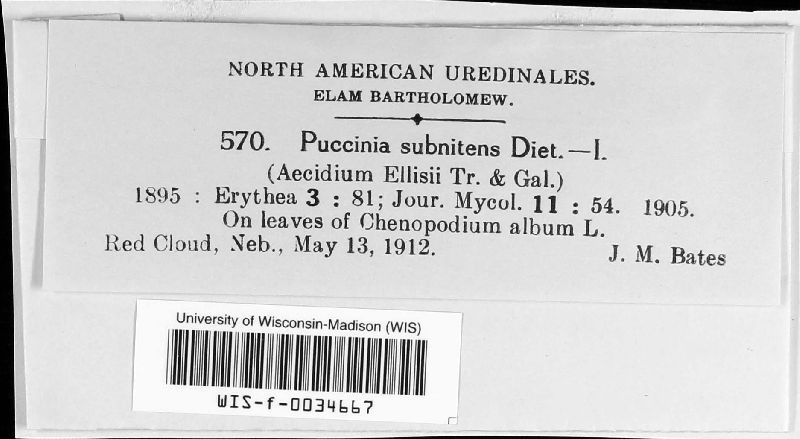 NORTH AMERICAN UREDINALES.
ELAM BARTHOLOMEW.
570. Puccinia subnitens Diet.—I.
(Aecidium Ellisii Tr. & Gal.)
1895 : Erythea 3 : 81; Jour. Mycol. 11 : 54. 1905.
On leaves of Chenopodium album L.
Red Cloud, Neb., May 13, 1912. J. M. Bates
University of Wisconsin-Madison (WIS)
WIS-f-0034667